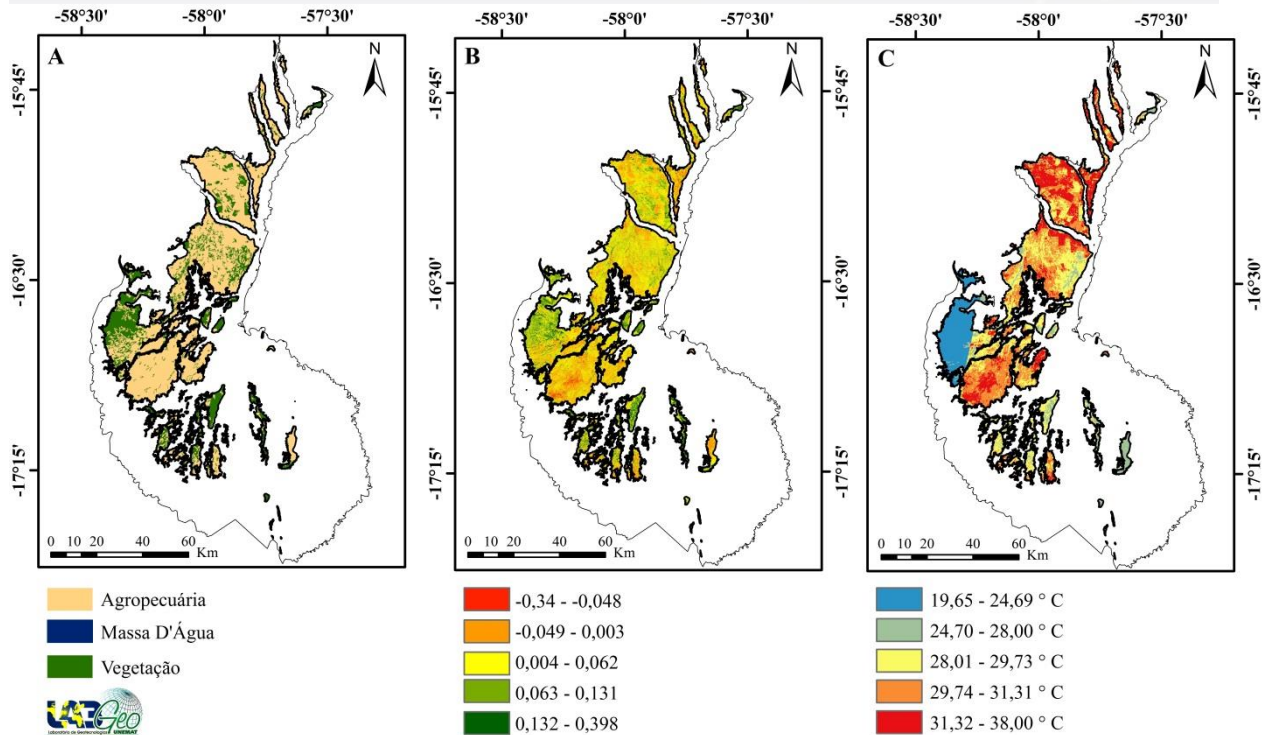 -58°30' -58°0' -57°30' -58°30' -58°0' -57°30' -58°30' -58°0' -57°30'
A N B N C N
-15°45' -15°45' -15°45'
-16°30' -16°30' -16°30'
-17°15' -17°15' -17°15'
0 10 20 40 60 Km 0 10 20 40 60 Km 0 10 20 40 60 Km
Agropecuária
Massa D'Água
Vegetação
LABGeo
Laboratório de Geotecnologias UNEMAT
-0,34 - -0,048
-0,049 - 0,003
0,004 - 0,062
0,063 - 0,131
0,132 - 0,398
19,65 - 24,69 ° C
24,70 - 28,00 ° C
28,01 - 29,73 ° C
29,74 - 31,31 ° C
31,32 - 38,00 ° C